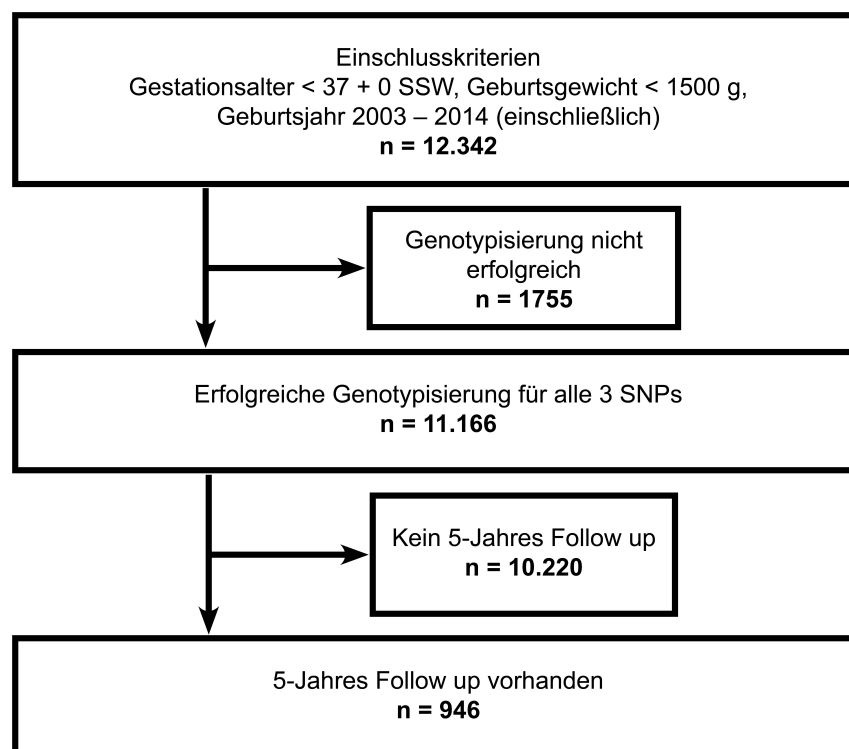 Einschlusskriterien
Gestationsalter < 37 + 0 SSW, Geburtsgewicht < 1500 g,
Geburtsjahr 2003 – 2014 (einschließlich)
n = 12.342
Genotypisierung nicht
erfolgreich
n = 1755
Erfolgreiche Genotypisierung für alle 3 SNPs
n = 11.166
Kein 5-Jahres Follow up
n = 10.220
5-Jahres Follow up vorhanden
n = 946